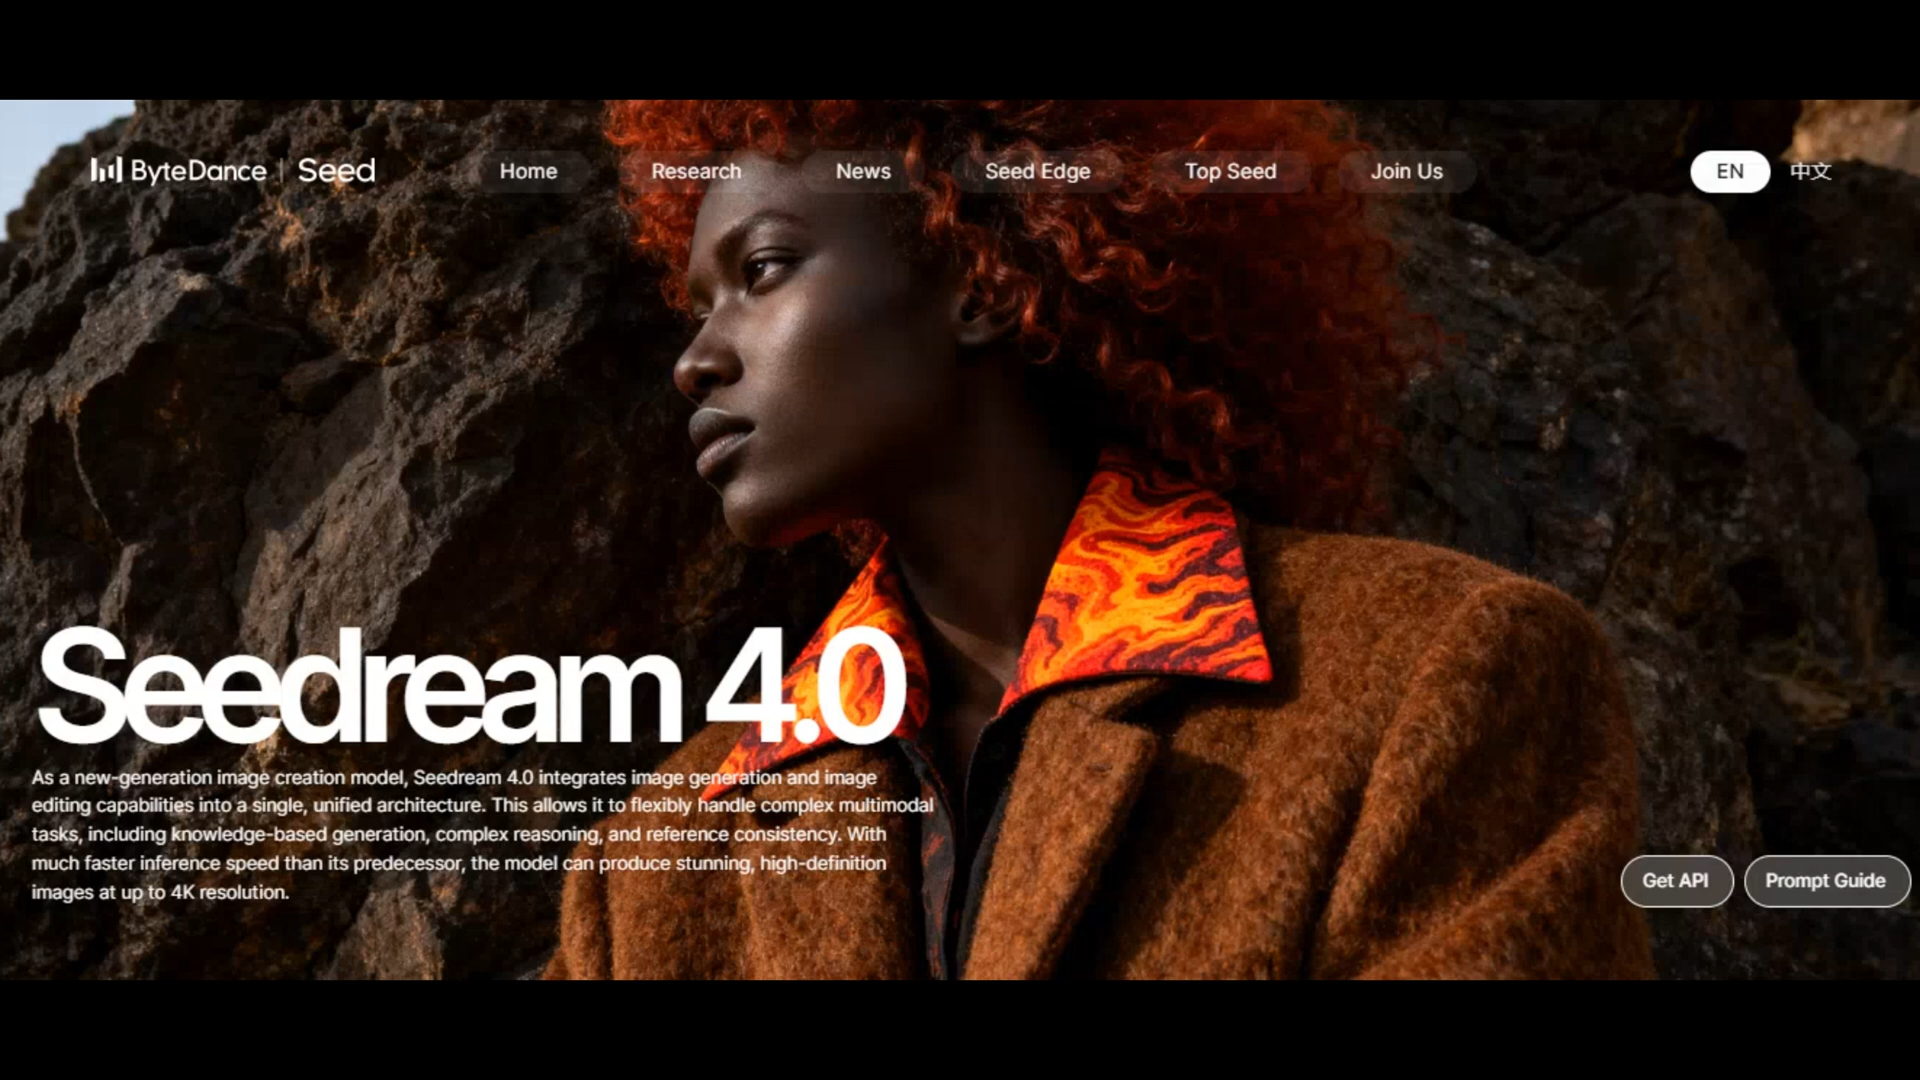 ByteDance | Seed
Home
Research
News
Seed Edge
Top Seed
Join Us
EN
中文
Seedream 4.0
As a new-generation image creation model, Seedream 4.0 integrates image generation and image
editing capabilities into a single, unified architecture. This allows it to flexibly handle complex multimodal
tasks, including knowledge-based generation, complex reasoning, and reference consistency. With
much faster inference speed than its predecessor, the model can produce stunning, high-definition
images at up to 4K resolution.
Get API
Prompt Guide